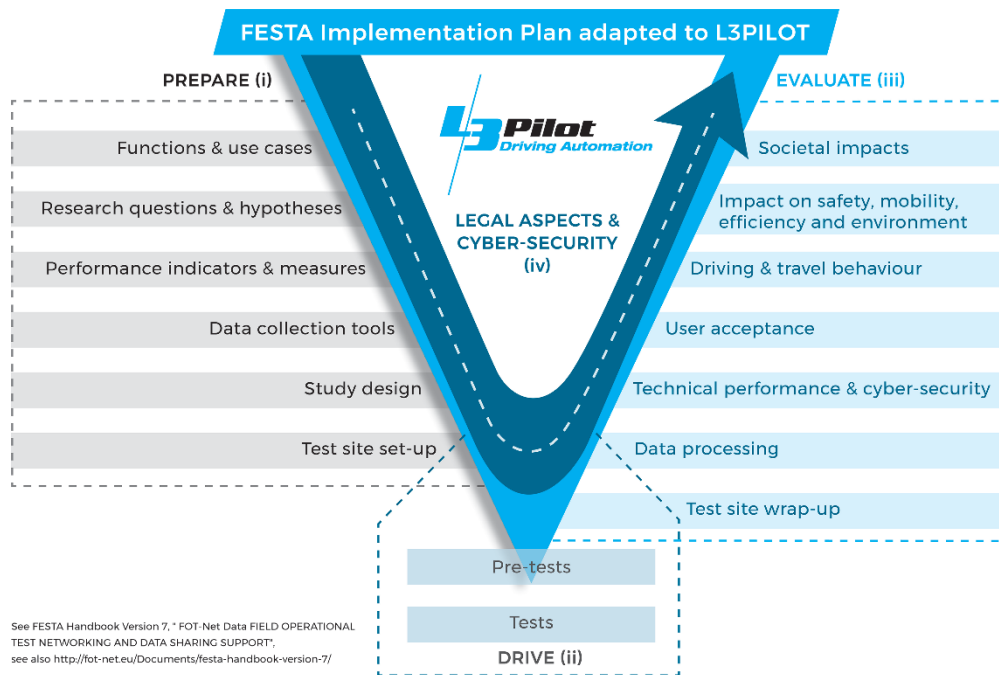 FESTA Implementation Plan adapted to L3PILOT
PREPARE (i)
Functions & use cases
Research questions & hypotheses
Performance indicators & measures
Data collection tools
Study design
Test site set-up
L3Pilot
Driving Automation
LEGAL ASPECTS &
CYBER-SECURITY
(iv)
EVALUATE (iii)
Societal impacts
Impact on safety, mobility,
efficiency and environment
Driving & travel behaviour
User acceptance
Technical performance & cyber-security
Data processing
Test site wrap-up
Pre-tests
Tests
DRIVE (ii)
See FESTA Handbook Version 7, " FOT-Net Data FIELD OPERATIONAL
TEST NETWORKING AND DATA SHARING SUPPORT",
see also http://fot-net.eu/Documents/festa-handbook-version-7/